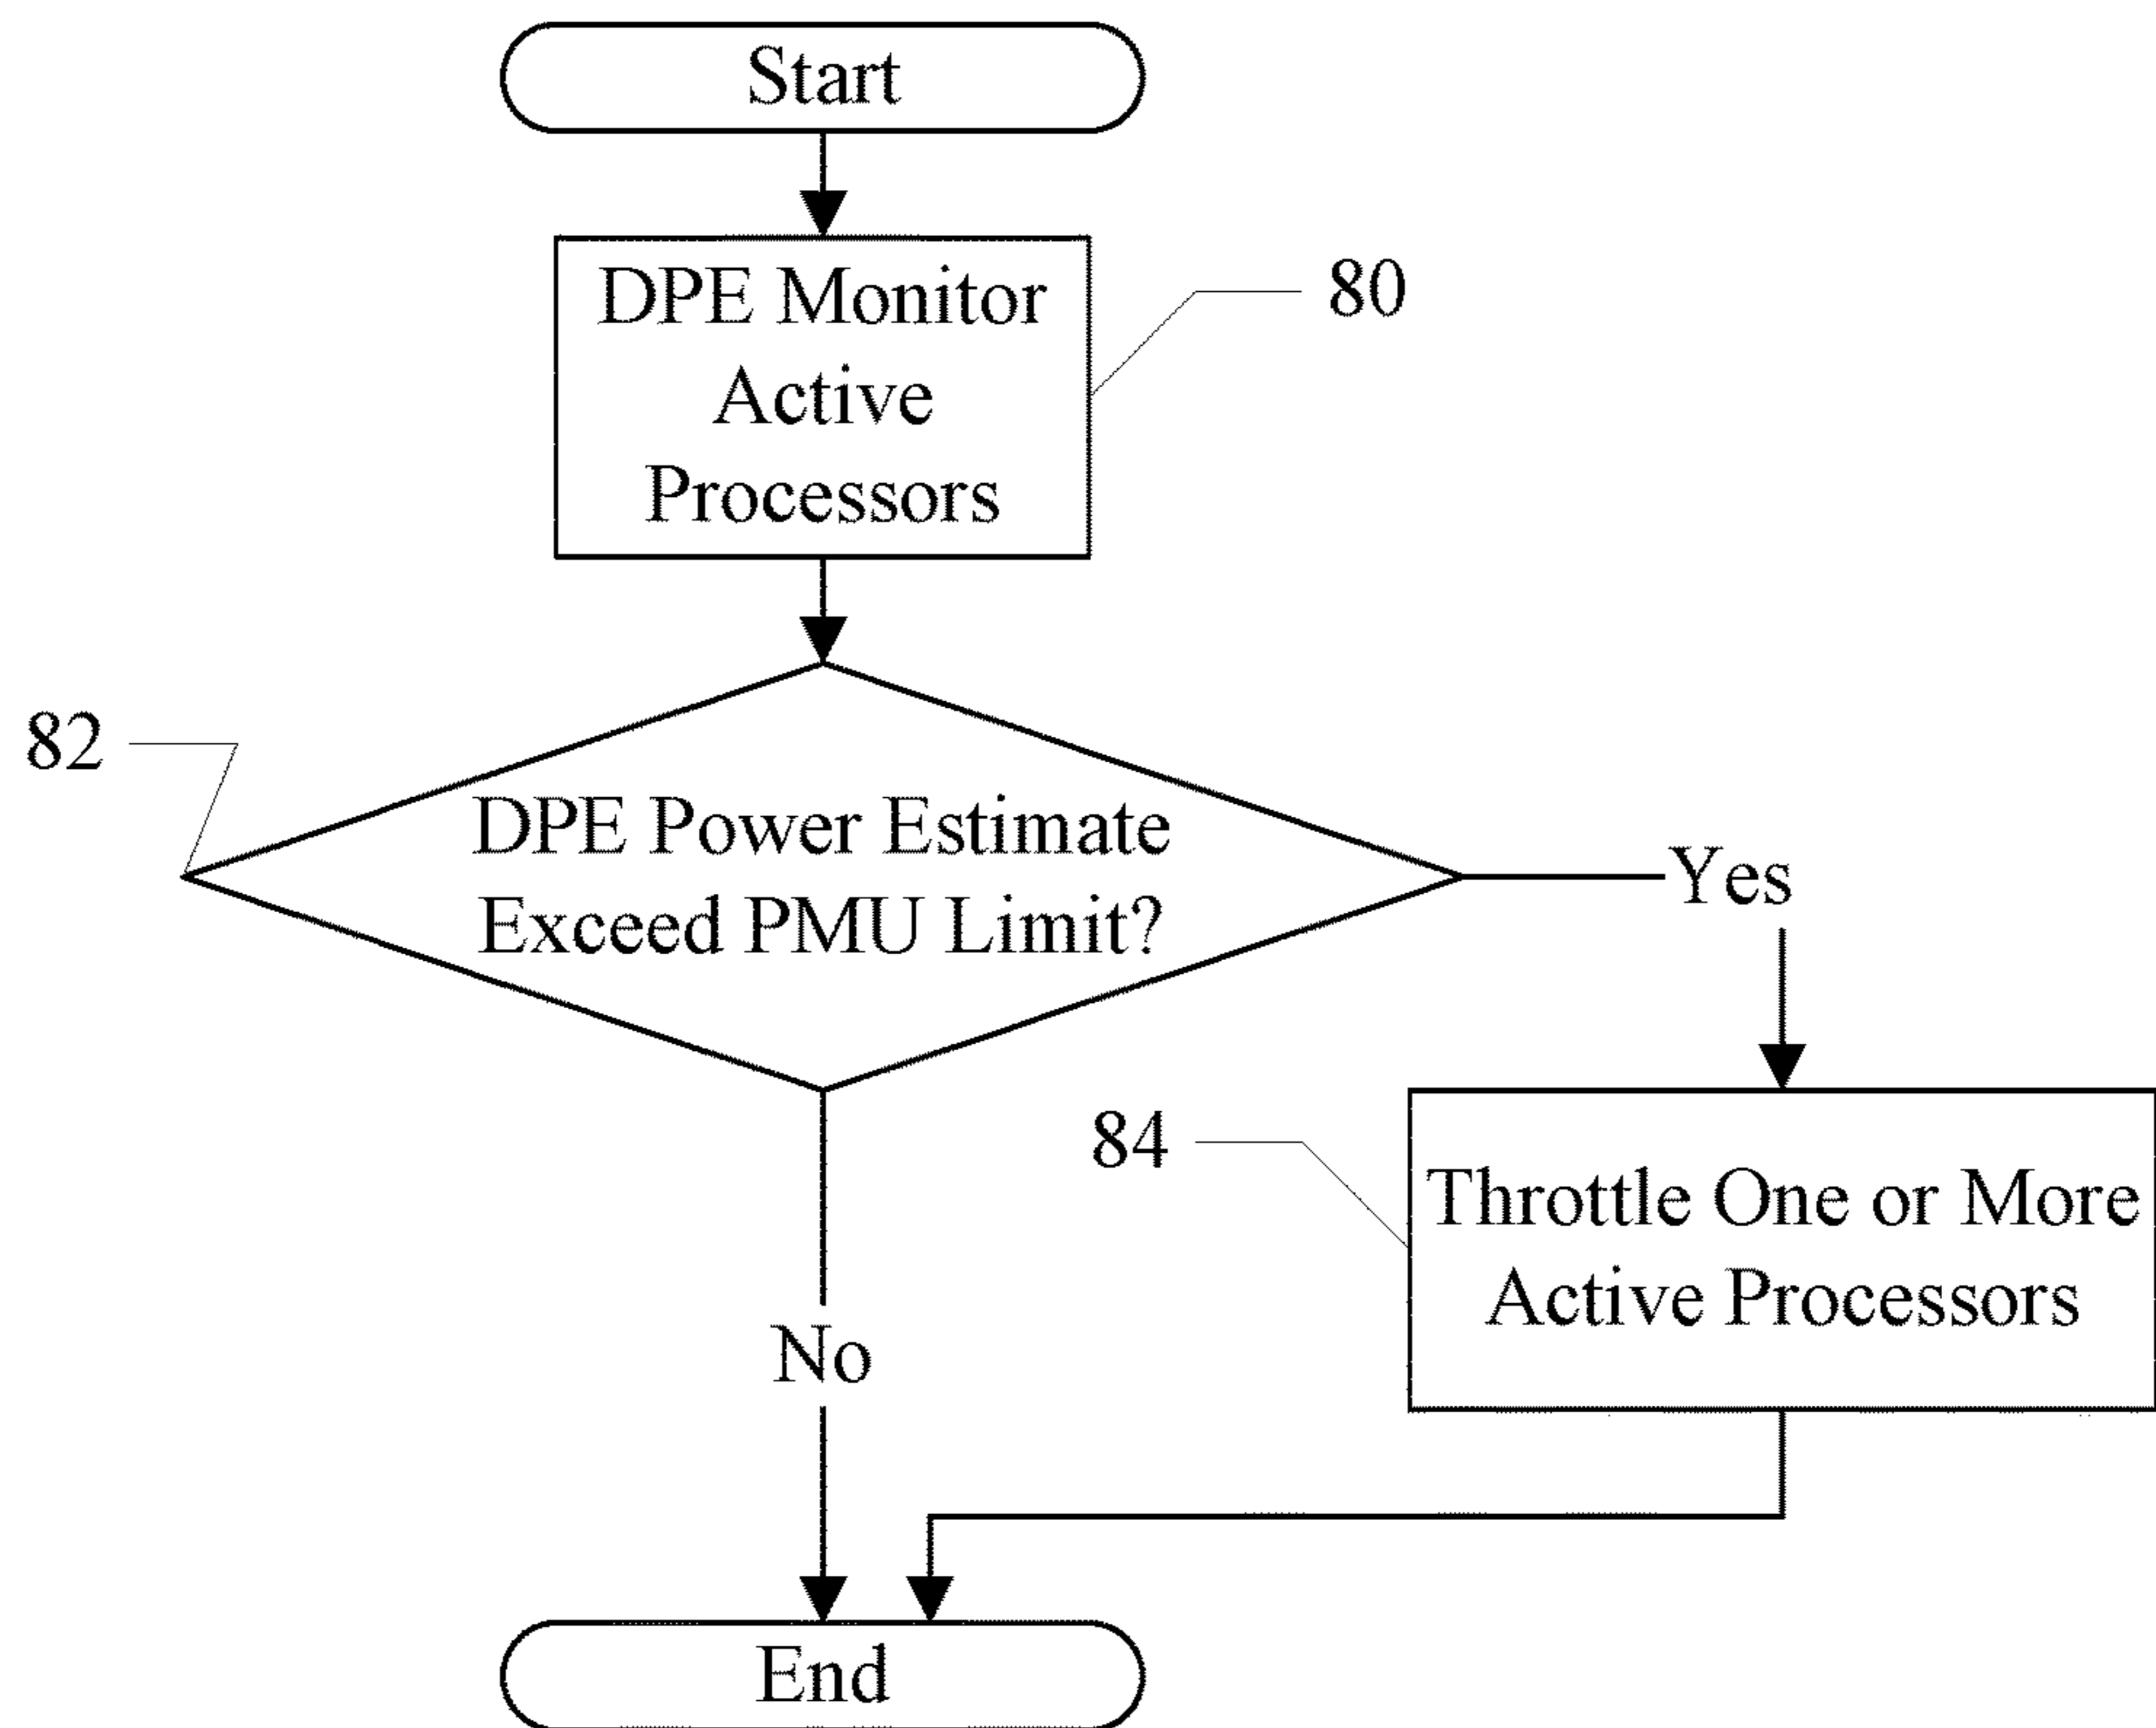 Start
DPE Monitor
Active
Processors
80
82
DPE Power Estimate
Exceed PMU Limit?
Yes
84
Throttle One or More
Active Processors
No
End